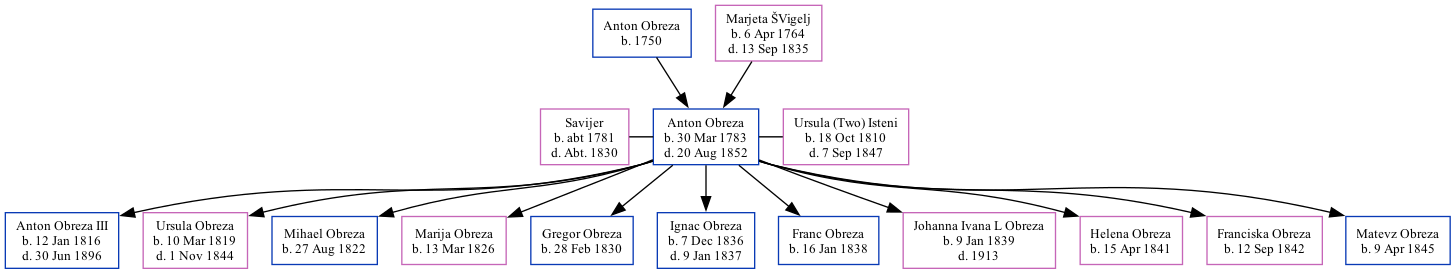 Anton Obreza
b. 1750
Marjeta ŠVigelj
b. 6 Apr 1764
d. 13 Sep 1835
Savijer
b. abt 1781
d. Abt. 1830
Anton Obreza
b. 30 Mar 1783
d. 20 Aug 1852
Ursula (Two) Isteni
b. 18 Oct 1810
d. 7 Sep 1847
Anton Obreza III
b. 12 Jan 1816
d. 30 Jun 1896
Ursula Obreza
b. 10 Mar 1819
d. 1 Nov 1844
Mihael Obreza
b. 27 Aug 1822
Marija Obreza
b. 13 Mar 1826
Gregor Obreza
b. 28 Feb 1830
Ignac Obreza
b. 7 Dec 1836
d. 9 Jan 1837
Franc Obreza
b. 16 Jan 1838
Johanna Ivana L Obreza
b. 9 Jan 1839
d. 1913
Helena Obreza
b. 15 Apr 1841
Franciska Obreza
b. 12 Sep 1842
Matevz Obreza
b. 9 Apr 1845